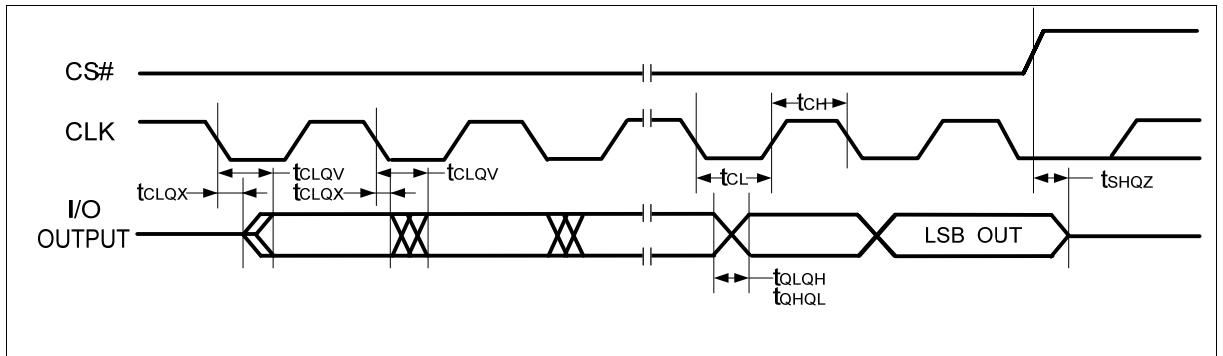 CS#
tCH
CLK
tCLQV
tCLQV
tCL
tCLQX
tCLQX
tSHQZ
I/O
OUTPUT
LSB OUT
tQLQH
tQHQL